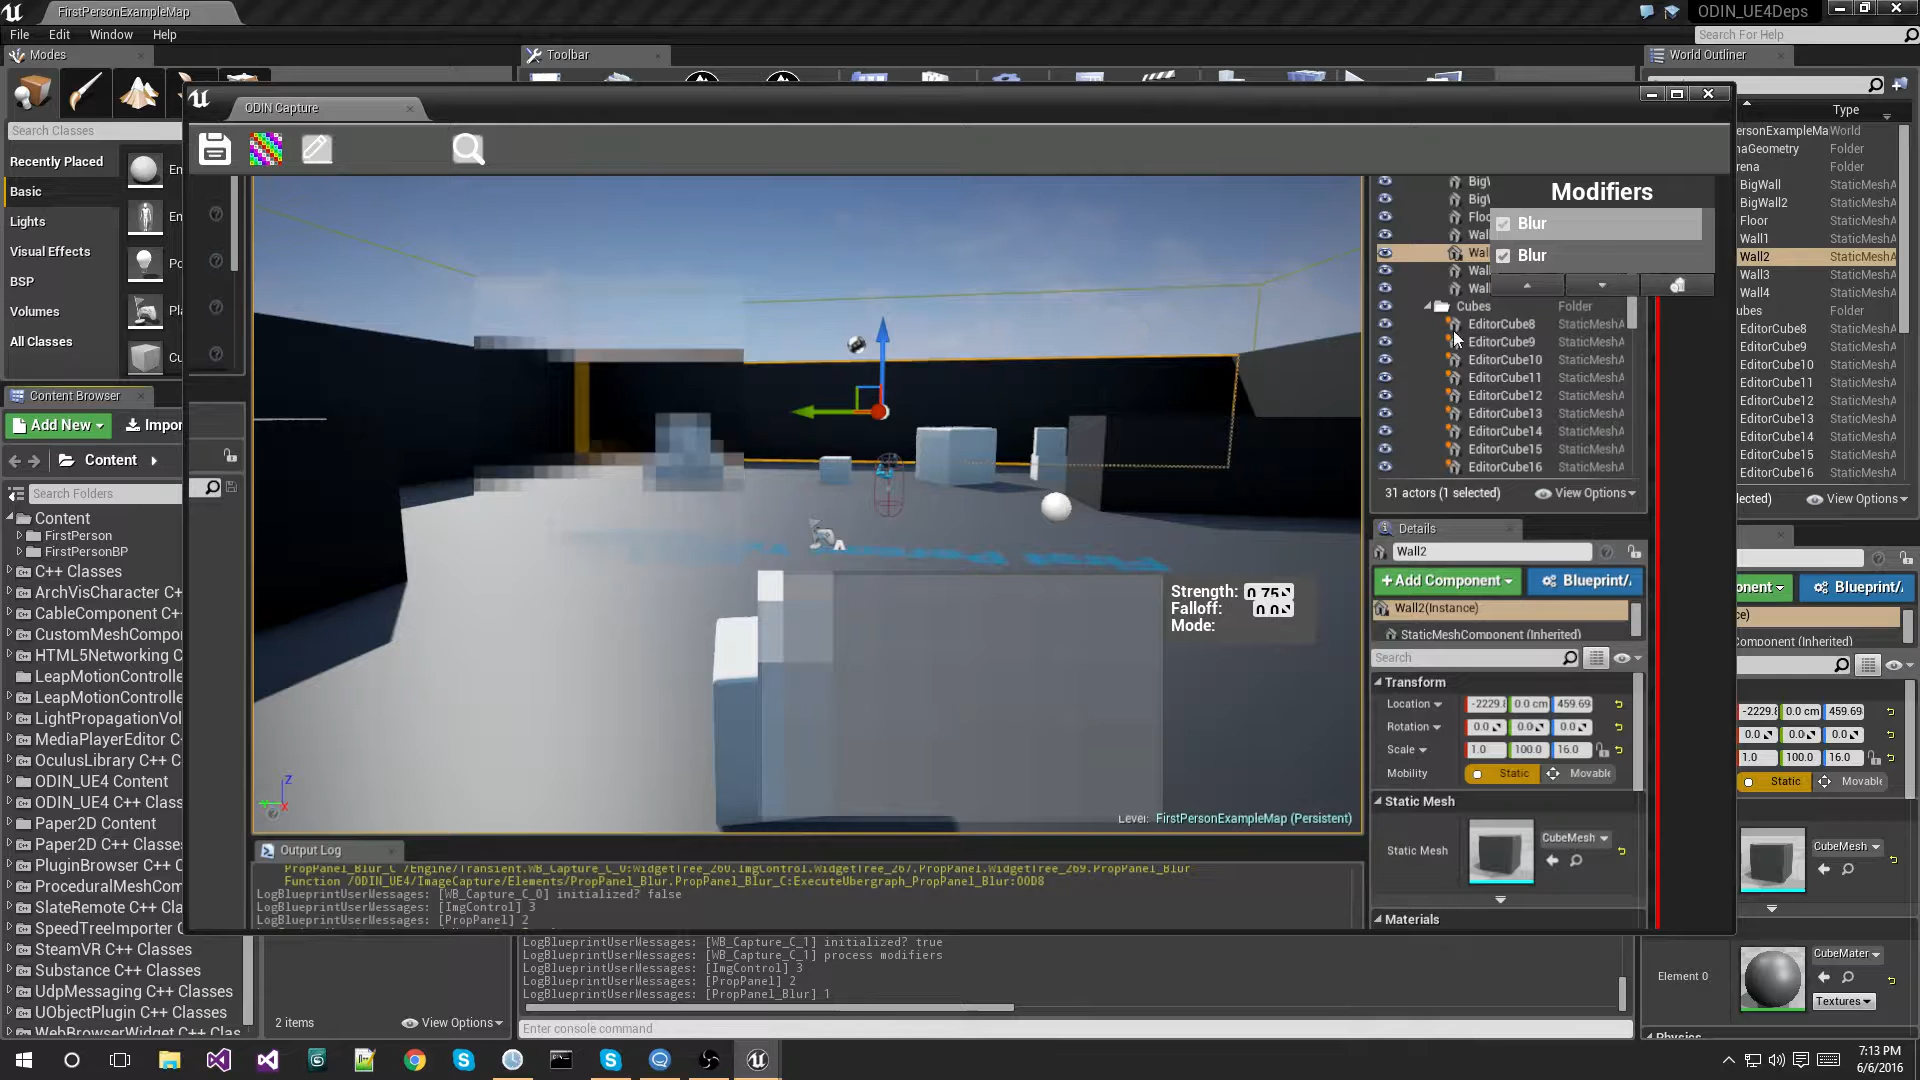 FirstPersonExampleMap
ODIN_UE4Deps
File Edit Window Help
Search For Help
Modes
Toolbar
World Outliner
ODIN Capture
Search Classes
Recently Placed
Basic
Lights
Visual Effects
BSP
Volumes
All Classes
Content Browser
Add New
Impor
Content
Search Folders
Content
FirstPerson
FirstPersonBP
C++ Classes
ArchVisCharacter C+
CableComponent C+
CustomMeshCompo
HTML5Networking C
LeapMotionControlle
LeapMotionControlle
LightPropagationVol
MediaPlayerEditor C
OculusLibrary C++ C
ODIN_UE4 Content
ODIN_UE4 C++ Class
Paper2D Content
Paper2D C++ Classes
PluginBrowser C++
ProceduralMeshCom
SlateRemote C++ Cla
SpeedTreeImporter C
SteamVR C++ Classes
Substance C++ Classes
UdpMessaging C++ Classes
UObjectPlugin C++ Classes
WebBrowserWidget C++ Clas
2 items
View Options
Modifiers
Blur
Blur
Cubes Folder
EditorCube8 StaticMeshA
EditorCube9 StaticMeshA
EditorCube10 StaticMeshA
EditorCube11 StaticMeshA
EditorCube12 StaticMeshA
EditorCube13 StaticMeshA
EditorCube14 StaticMeshA
EditorCube15 StaticMeshA
EditorCube16 StaticMeshA
31 actors (1 selected)
View Options
Strength: 0.75
Falloff: 0.0
Mode:
Level: FirstPersonExampleMap (Persistent)
Details
Wall2
+Add Component
Blueprint/
Wall2(Instance)
StaticMeshComponent (Inherited)
Search
Transform
Location -2229.8 0.0 cm 459.69
Rotation 0.0 0.0 0.0
Scale 1.0 100.0 16.0
Mobility Static Movable
Static Mesh
Static Mesh CubeMesh
Materials
Output Log
PropPanel_Blur_C /Engine/Transient.WB_Capture_C_0:WidgetTree_260.ImgControl.WidgetTree_267.PropPanel.WidgetTree_269.PropPanel_Blur
Function /ODIN_UE4/ImageCapture/Elements/PropPanel_Blur.PropPanel_Blur_C:ExecuteUbergraph_PropPanel_Blur:00D8
LogBlueprintUserMessages: [WB_Capture_C_0] initialized? false
LogBlueprintUserMessages: [ImgControl] 3
LogBlueprintUserMessages: [PropPanel] 2
LogBlueprintUserMessages: [WB_Capture_C_1] initialized? true
LogBlueprintUserMessages: [WB_Capture_C_1] process modifiers
LogBlueprintUserMessages: [ImgControl] 3
LogBlueprintUserMessages: [PropPanel] 2
LogBlueprintUserMessages: [PropPanel_Blur] 1
Enter console command
Type
ersonExampleMa World
naGeometry Folder
rena Folder
BigWall StaticMeshA
BigWall2 StaticMeshA
Floor StaticMeshA
Wall1 StaticMeshA
Wall2 StaticMeshA
Wall3 StaticMeshA
Wall4 StaticMeshA
ubes Folder
EditorCube8 StaticMeshA
EditorCube9 StaticMeshA
EditorCube10 StaticMeshA
EditorCube11 StaticMeshA
EditorCube12 StaticMeshA
EditorCube13 StaticMeshA
EditorCube14 StaticMeshA
EditorCube15 StaticMeshA
EditorCube16 StaticMeshA
lected)
View Options
onent
Blueprint/
ce)
omponent (Inherited)
-2229.8 0.0 cm 459.69
0.0 0.0 0.0
1.0 100.0 16.0
Static Movable
CubeMesh
Element 0 CubeMater
Textures
Physics
7:13 PM
6/6/2016